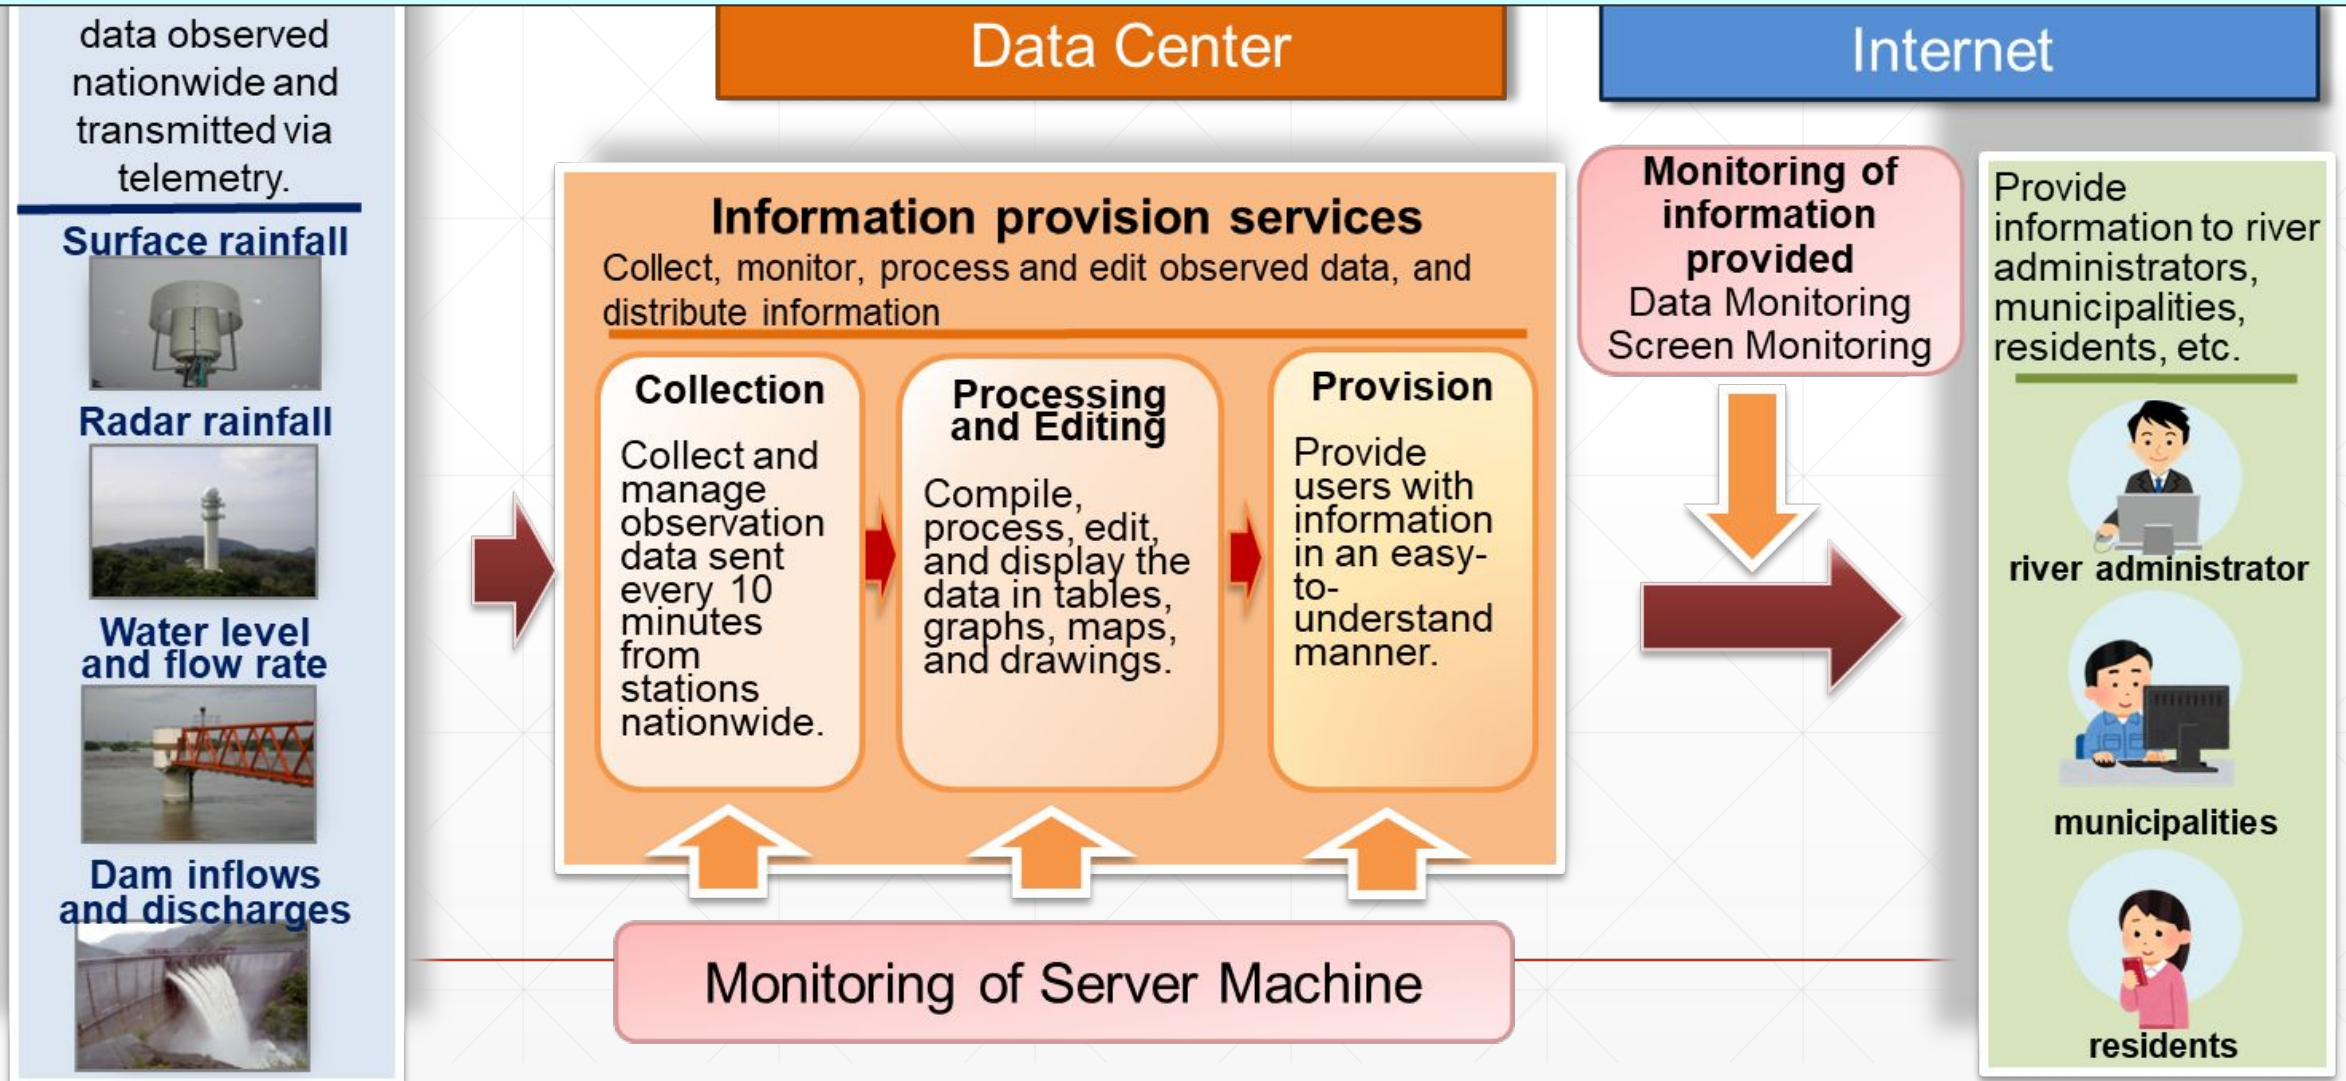 data observed
nationwide and
transmitted via
telemetry.
Surface rainfall
Radar rainfall
Water level
and flow rate
Dam inflows
and discharges
Data Center
Information provision services
Collect, monitor, process and edit observed data, and
distribute information
Collection
Collect and
manage
observation
data sent
every 10
minutes
from
stations
nationwide.
Processing
and Editing
Compile,
process, edit,
and display the
data in tables,
graphs, maps,
and drawings.
Provision
Provide
users with
information
in an easy-
to-
understand
manner.
Monitoring of Server Machine
Internet
Monitoring of
information
provided
Data Monitoring
Screen Monitoring
Provide
information to river
administrators,
municipalities,
residents, etc.
river administrator
municipalities
residents